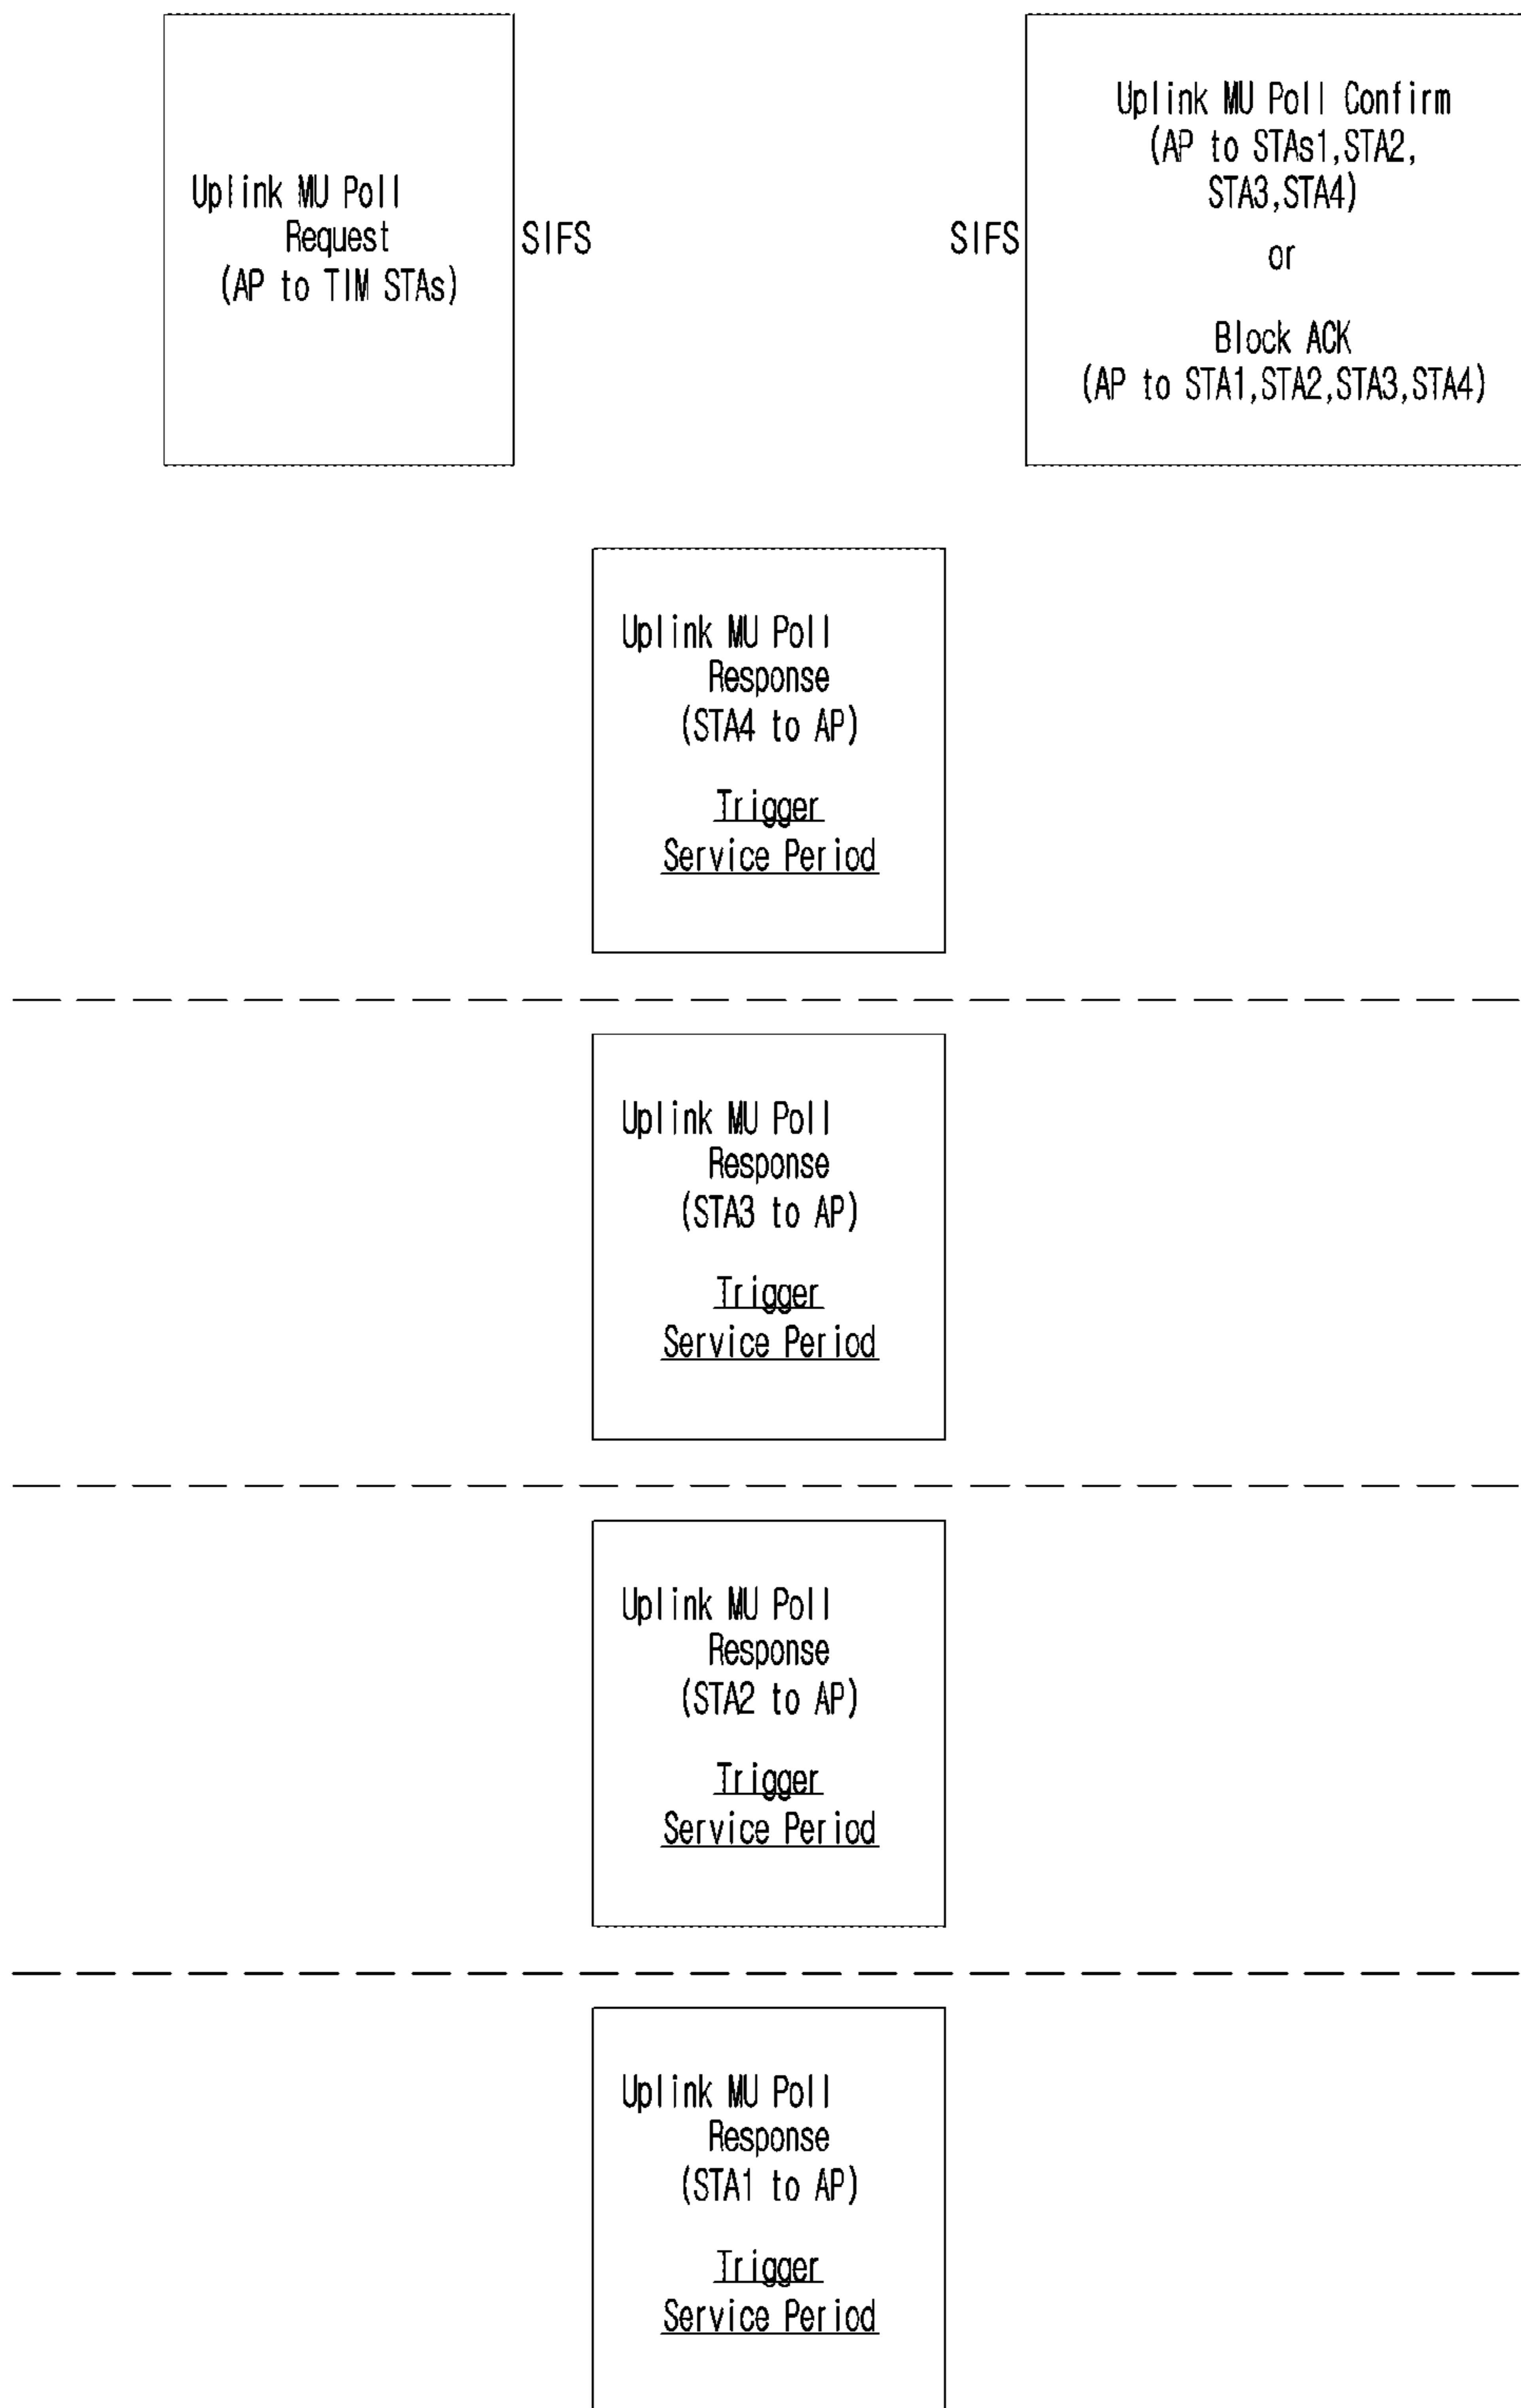 Uplink MU Poll
Request
(AP to TIM STAs)
SIFS
SIFS
Uplink MU Poll Confirm
(AP to STAs1,STA2,
STA3,STA4)
or
Block ACK
(AP to STA1,STA2,STA3,STA4)
Uplink MU Poll
Response
(STA4 to AP)
Trigger
Service Period
Uplink MU Poll
Response
(STA3 to AP)
Trigger
Service Period
Uplink MU Poll
Response
(STA2 to AP)
Trigger
Service Period
Uplink MU Poll
Response
(STA1 to AP)
Trigger
Service Period